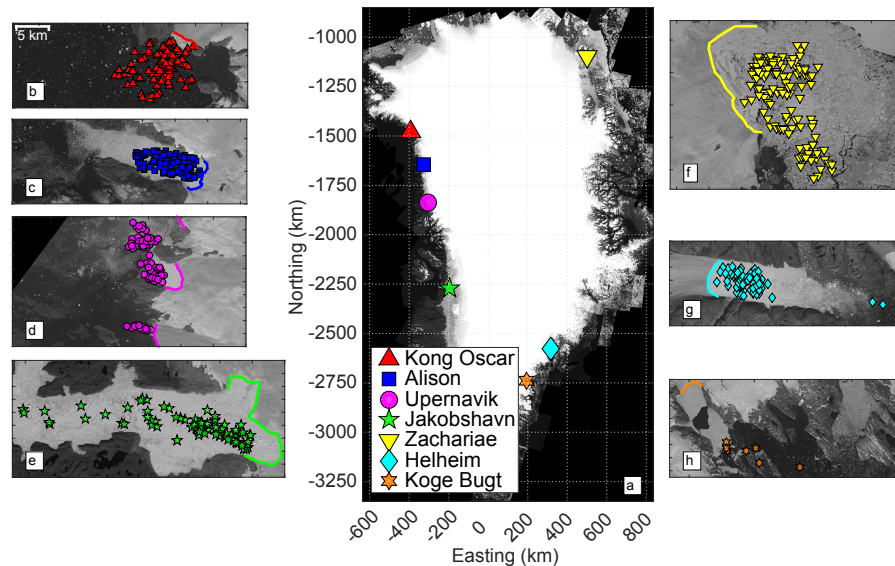 5 km
b
c
d
e
-1000
-1250
-1500
-1750
-2000
-2250
-2500
-2750
-3000
-3250
Northing (km)
Kong Oscar
Alison
Upernavik
Jakobshavn
Zachariae
Helheim
Koge Bugt
a
-600
-400
-200
0
200
400
600
800
Easting (km)
f
g
h